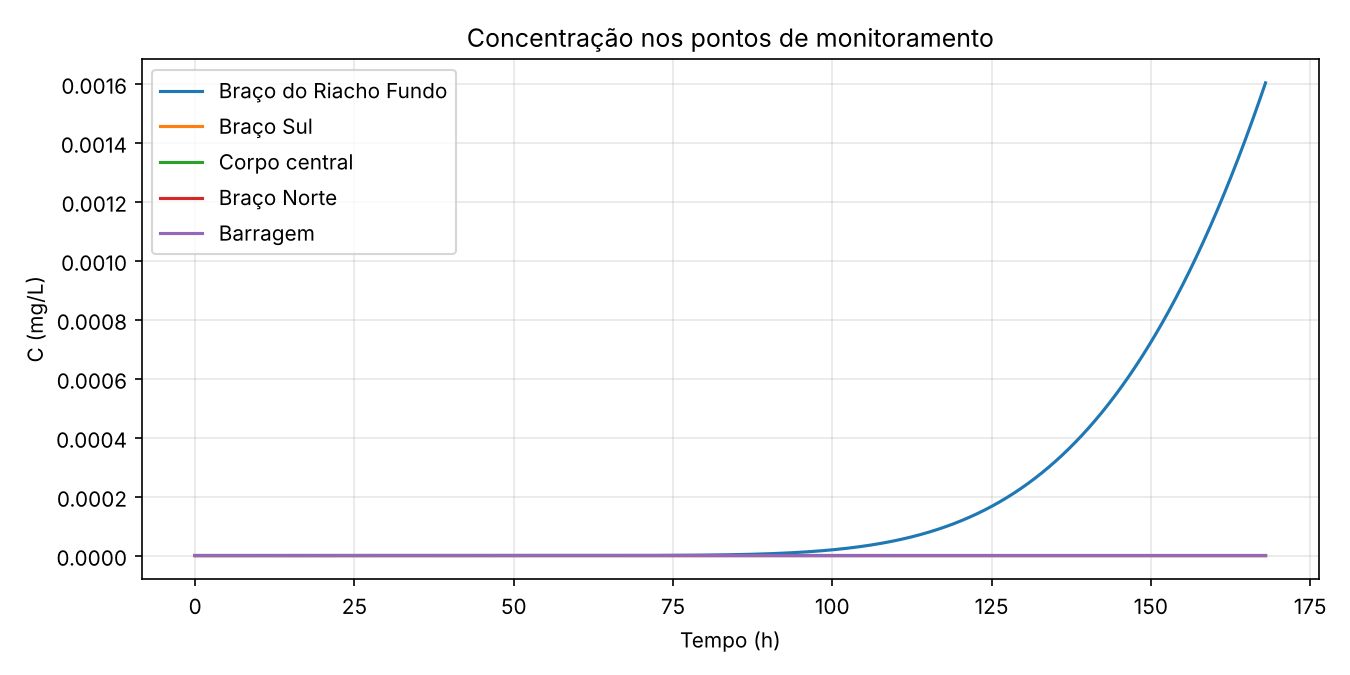 Concentração nos pontos de monitoramento
Braço do Riacho Fundo
Braço Sul
Corpo central
Braço Norte
Barragem
C (mg/L)
0.0016
0.0014
0.0012
0.0010
0.0008
0.0006
0.0004
0.0002
0.0000
0 25 50 75 100 125 150 175
Tempo (h)